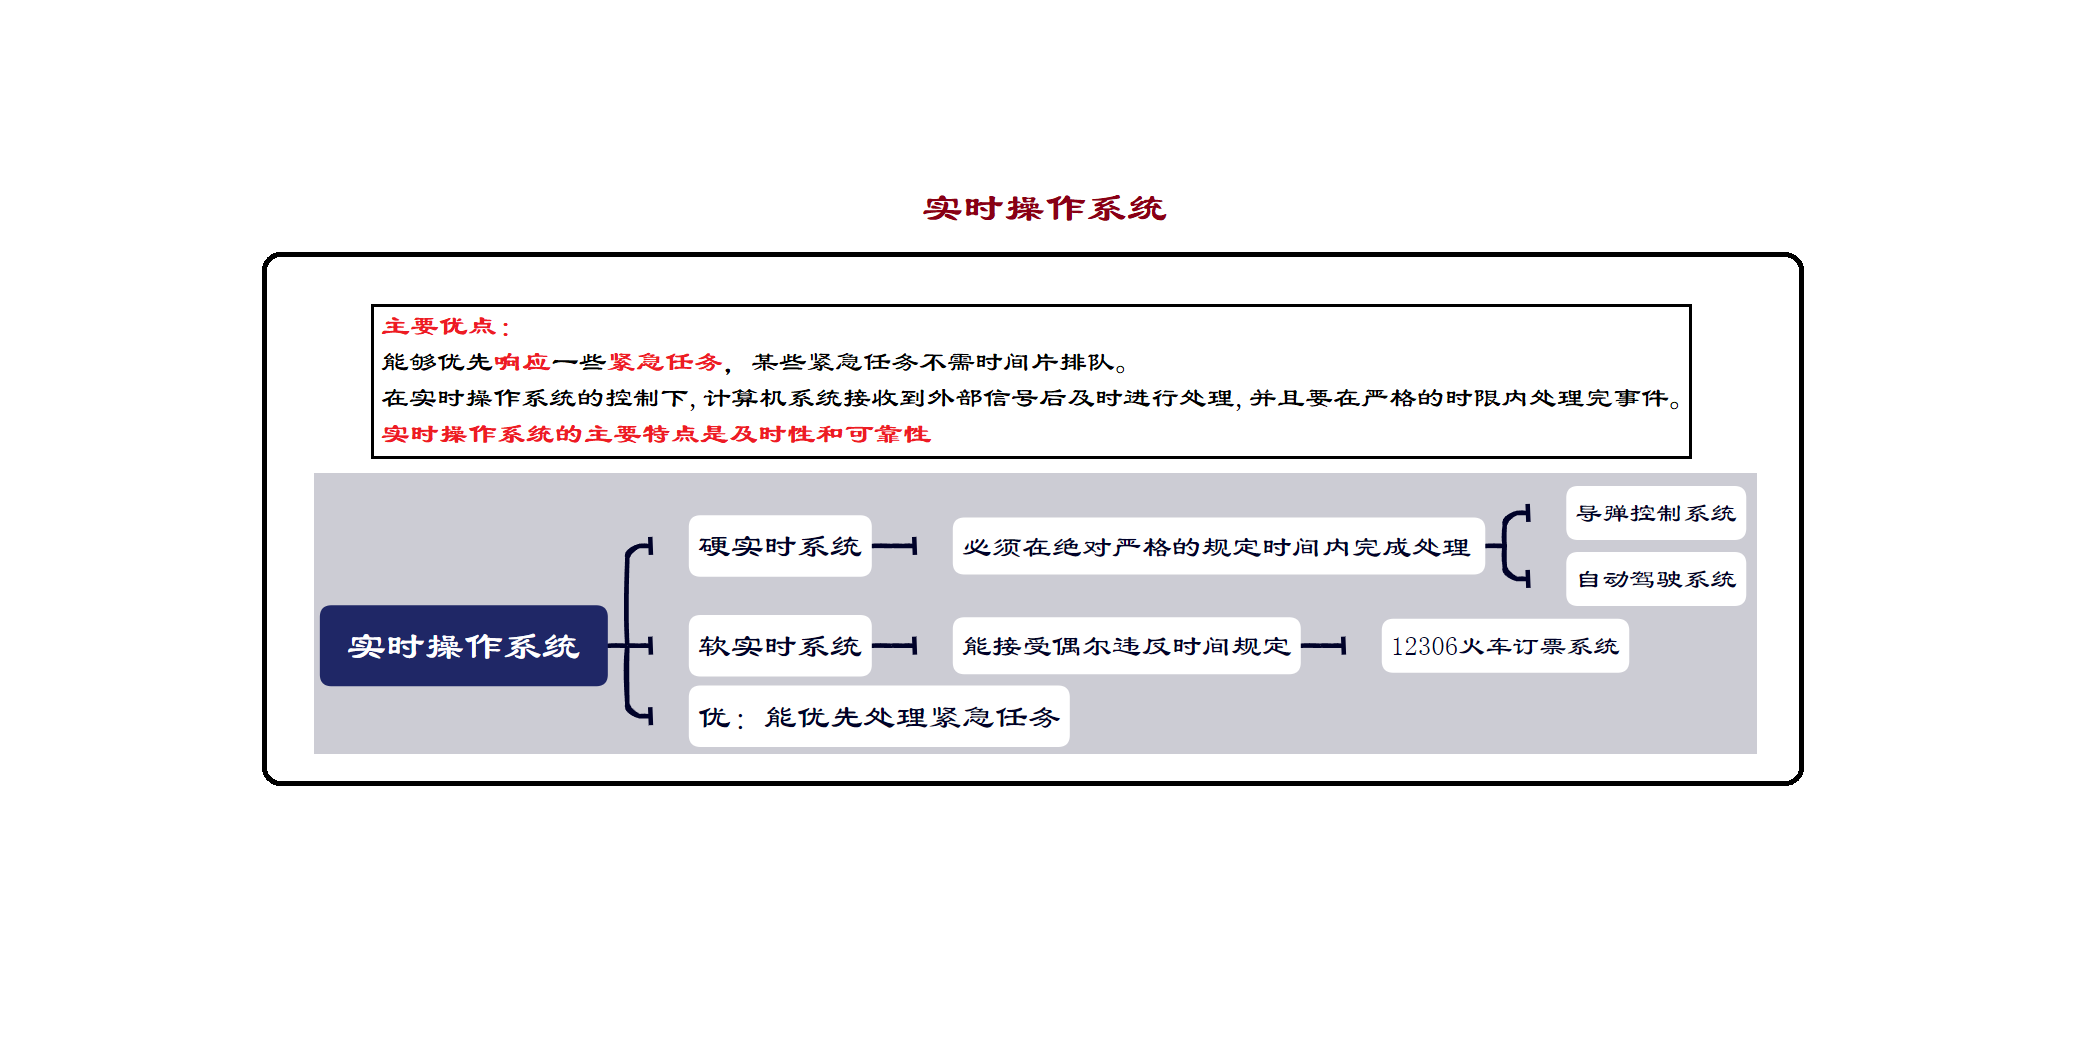 实时操作系统
主要优点：
能够优先响应一些紧急任务，某些紧急任务不需时间片排队。
在实时操作系统的控制下，计算机系统接收到外部信号后及时进行处理，并且要在严格的时限内处理完事件。
实时操作系统的主要特点是及时性和可靠性
实时操作系统
硬实时系统
必须在绝对严格的规定时间内完成处理
导弹控制系统
自动驾驶系统
软实时系统
能接受偶尔违反时间规定
12306火车订票系统
优：能优先处理紧急任务